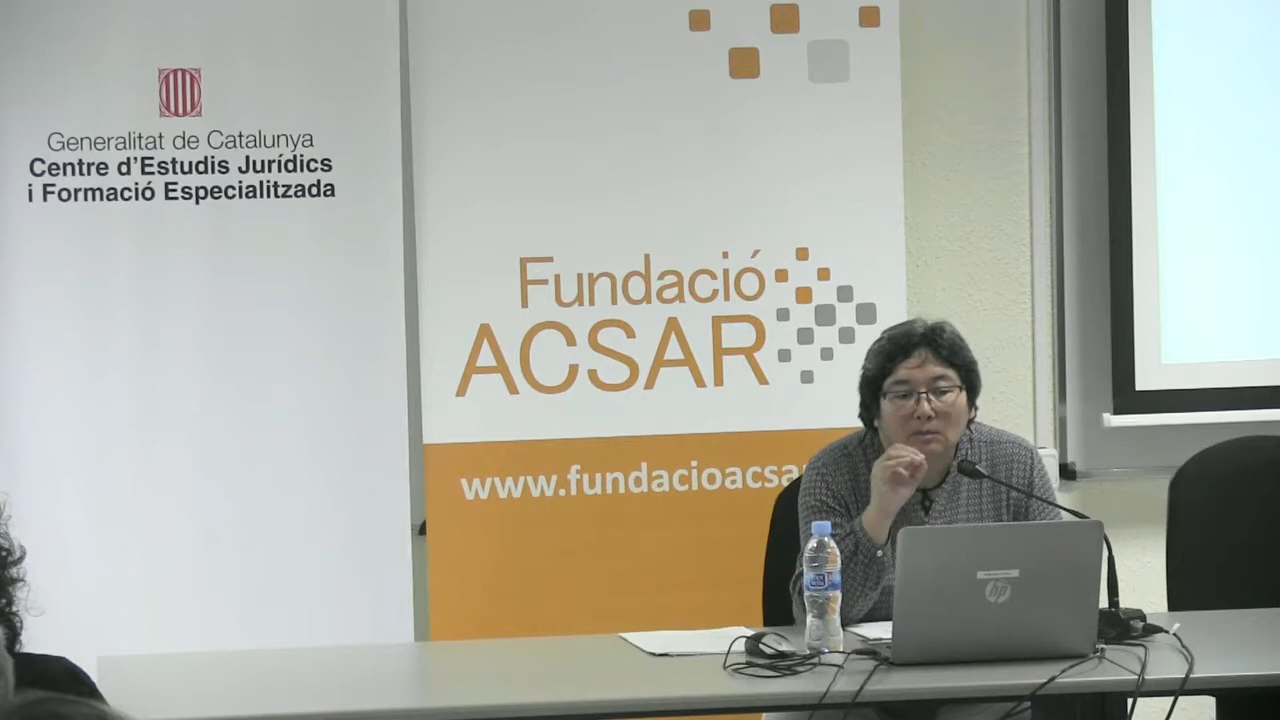 Generalitat de Catalunya
Centre d'Estudis Jurídics
i Formació Especialitzada
Fundació
ACSAR
www.fundacioacsa
hp